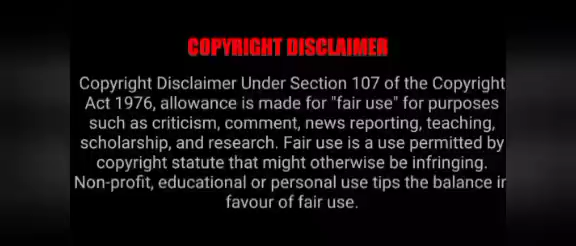 COPYRIGHT DISCLAIMER
Copyright Disclaimer Under Section 107 of the Copyright
Act 1976, allowance is made for "fair use" for purposes
such as criticism, comment, news reporting, teaching,
scholarship, and research. Fair use is a use permitted by
copyright statute that might otherwise be infringing.
Non-profit, educational or personal use tips the balance in
favour of fair use.